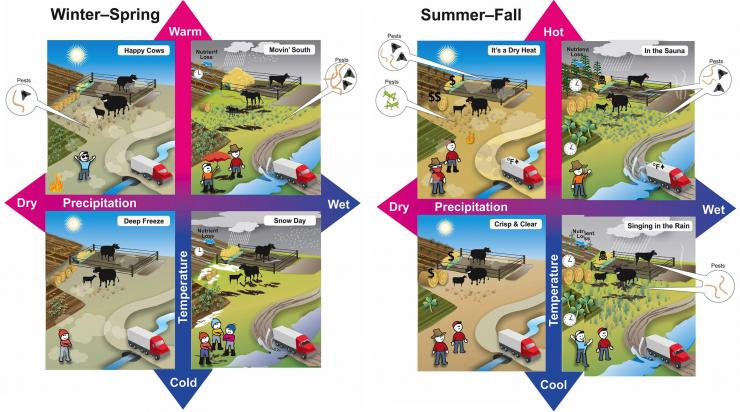 Winter–Spring
Warm
Happy Cows
Pests
Movin' South
Nutrient
Loss
Pests
Dry
Precipitation
Wet
Temperature
Deep Freeze
Snow Day
Nutrient
Loss
Cold
Summer–Fall
Hot
It's a Dry Heat
Pests
Pests
$
$$
°F
In the Sauna
Nutrient
Loss
Pests
°F
Dry
Precipitation
Wet
Temperature
Crisp & Clear
$
$
Singing in the Rain
Nutrient
Loss
Pests
Cool